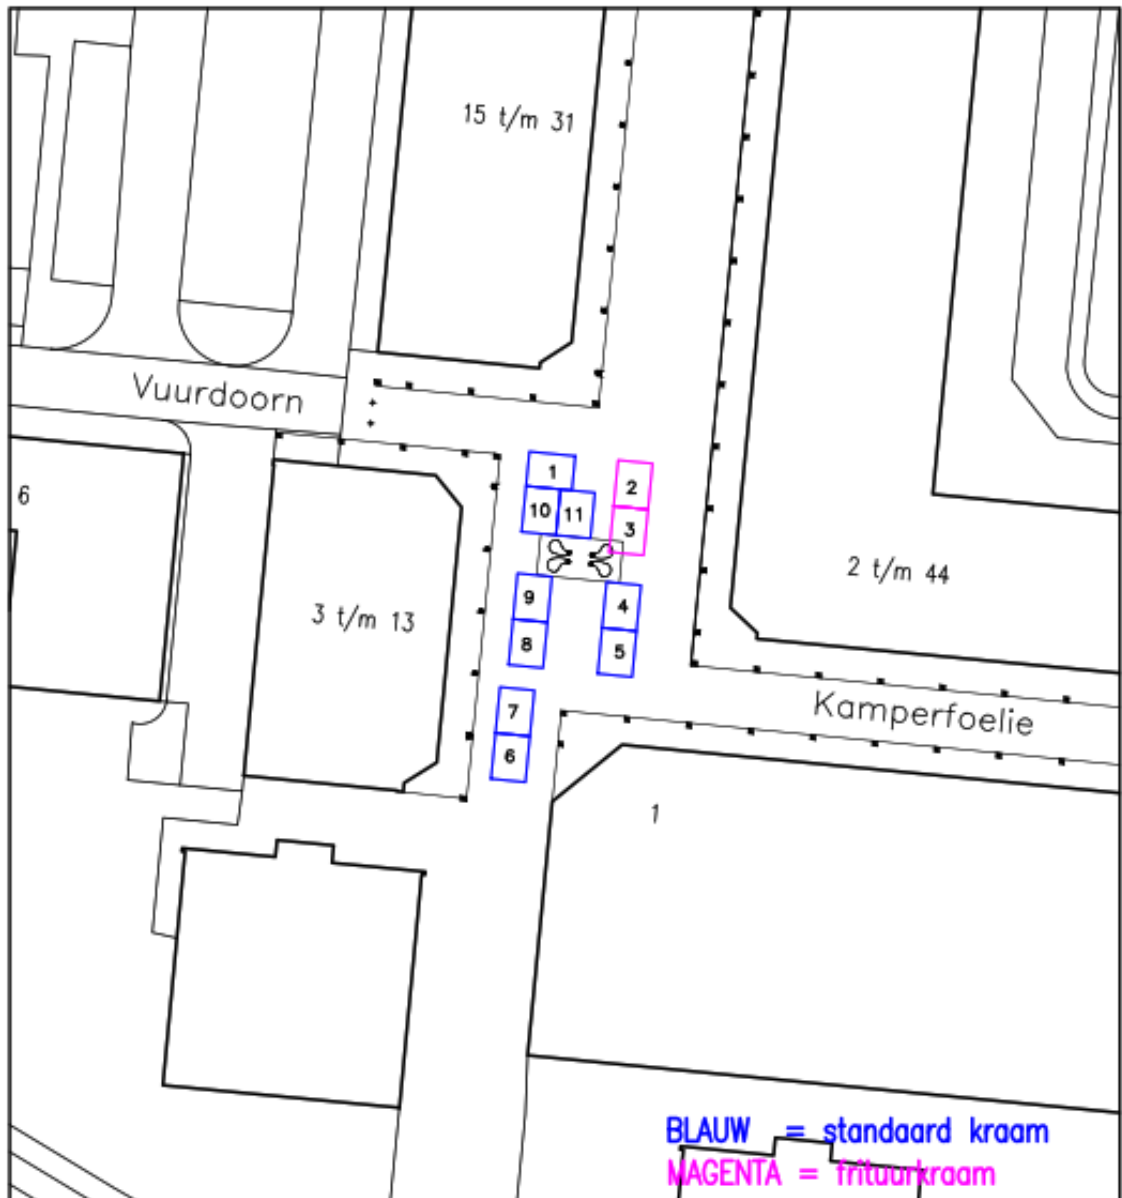 15 t/m 31
Vuurdoorn
6
1
2
10 11
3
2 t/m 44
9
4
3 t/m 13
8
5
7
Kamperfoelie
6
1
BLAUW = standaard kraam
MAGENTA = frituurkraam